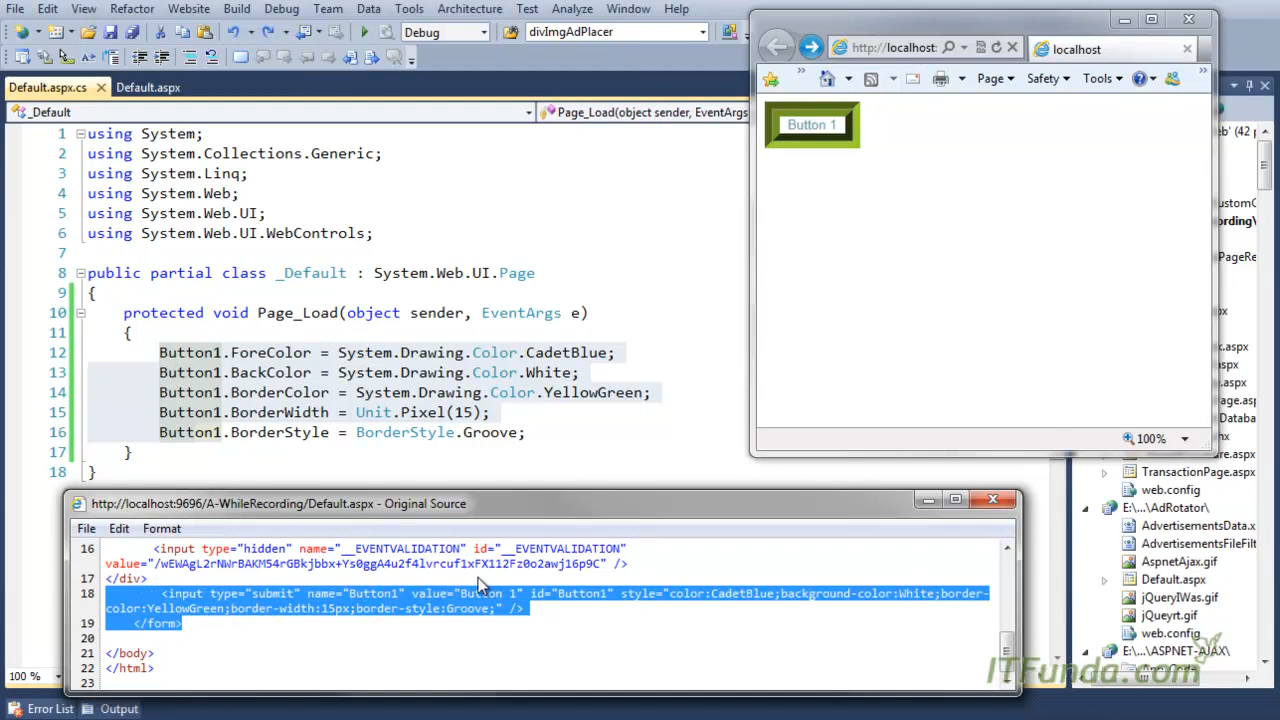 File Edit View Refactor Website Build Debug Team Data Tools Architecture Test Analyze Window Help
Debug divImgAdPlacer
Default.aspx.cs Default.aspx
_Default Page_Load(object sender, EventArgs
1 using System;
2 using System.Collections.Generic;
3 using System.Linq;
4 using System.Web;
5 using System.Web.UI;
6 using System.Web.UI.WebControls;
7
8 public partial class _Default : System.Web.UI.Page
9 {
10 protected void Page_Load(object sender, EventArgs e)
11 {
12 Button1.ForeColor = System.Drawing.Color.CadetBlue;
13 Button1.BackColor = System.Drawing.Color.White;
14 Button1.BorderColor = System.Drawing.Color.YellowGreen;
15 Button1.BorderWidth = Unit.Pixel(15);
16 Button1.BorderStyle = BorderStyle.Groove;
17 }
18 }
http://localhost: localhost
Page Safety Tools
Button 1
100%
http://localhost:9696/A-WhileRecording/Default.aspx - Original Source
File Edit Format
16 <input type="hidden" name="__EVENTVALIDATION" id="__EVENTVALIDATION"
17 </div>
18 <input type="submit" name="Button1" value="Button 1" id="Button1" style="color:CadetBlue;background-color:White;border-
color:YellowGreen;border-width:15px;border-style:Groove;" />
19 </form>
20
21 </body>
22 </html>
23
TransactionPage.aspx
web.config
E:\...\AdRotator\
AdvertisementsData.x
AdvertisementsFileFilt
AspnetAjax.gif
Default.aspx
jQueryIWas.gif
jQueyrt.gif
web.config
E:\...\ASPNET-AJAX\
100 %
ITFunda.com
Error List Output